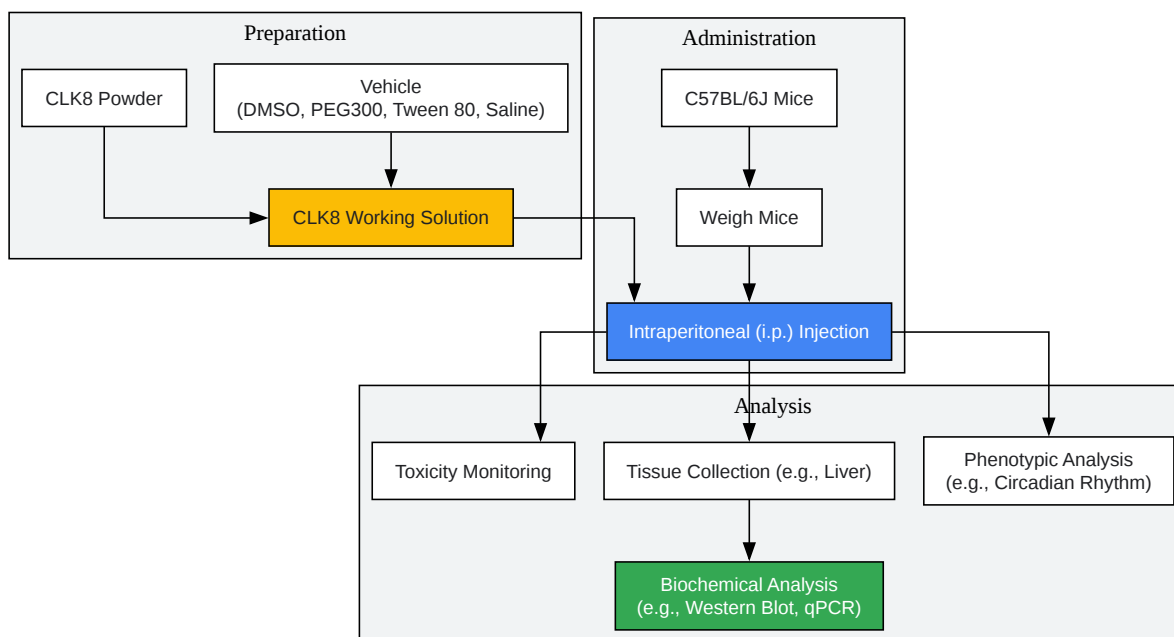 Preparation
CLK8 Powder
Vehicle
(DMSO, PEG300, Tween 80, Saline)
CLK8 Working Solution
Administration
C57BL/6J Mice
Weigh Mice
Intraperitoneal (i.p.) Injection
Analysis
Toxicity Monitoring
Tissue Collection (e.g., Liver)
Phenotypic Analysis
(e.g., Circadian Rhythm)
Biochemical Analysis
(e.g., Western Blot, qPCR)